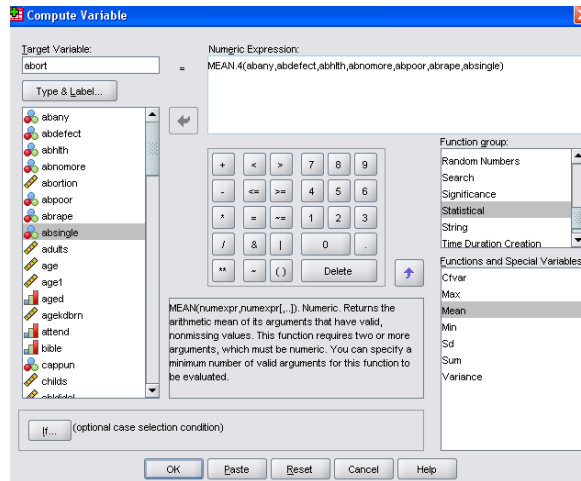 Compute Variable
Target Variable:
abort
=
Numeric Expression:
MEAN.4(abany,abdefect,abhlth,abnomore,abpoor,abrape,absingle)
Type & Label...
abany
abdefect
abhlth
abnomore
abortion
abpoor
abrape
absingle
adults
age
age1
aged
agekdbrn
attend
bible
cappun
childs
chldidel
+ < > 7 8 9
- <= >= 4 5 6
* = ~= 1 2 3
/ & | 0 .
** ~ ( ) Delete
Function group:
Random Numbers
Search
Significance
Statistical
String
Time Duration Creation
Functions and Special Variables:
Cfvar
Max
Mean
Min
Sd
Sum
Variance
MEAN(numexpr,numexpr[,..]). Numeric. Returns the
arithmetic mean of its arguments that have valid,
nonmissing values. This function requires two or more
arguments, which must be numeric. You can specify a
minimum number of valid arguments for this function to
be evaluated.
If... (optional case selection condition)
OK Paste Reset Cancel Help